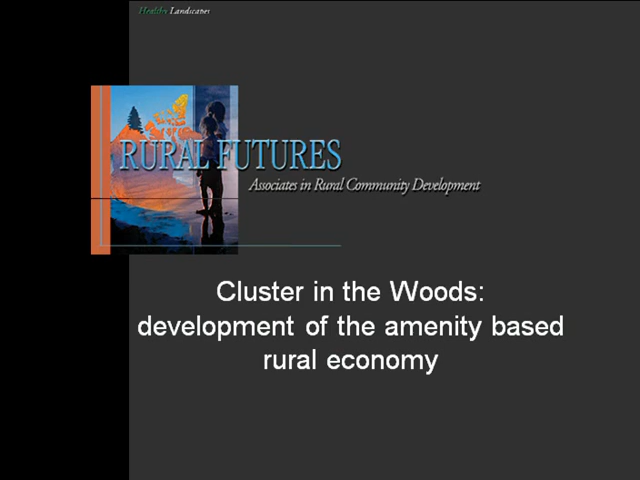 Healthy Landscapes
RURAL FUTURES
Associates in Rural Community Development
Cluster in the Woods:
development of the amenity based
rural economy